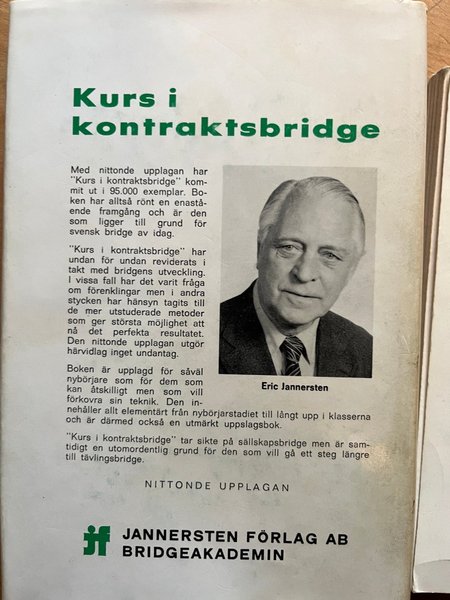 Kurs i
kontraktsbridge
Med nittonde upplagan har
"Kurs i kontraktsbridge" kom-
mit ut i 95.000 exemplar. Bo-
ken har alltså rönt en enastå-
ende framgång och är den
som ligger till grund för
svensk bridge av idag.
"Kurs i kontraktsbridge" har
undan för undan reviderats i
takt med bridgens utveckling.
I vissa fall har det varit fråga
om förenklingar men i andra
stycken har hänsyn tagits till
de mer utstuderade metoder
som ger största möjlighet att
nå det perfekta resultatet.
Den nittonde upplagan utgör
härvidlag inget undantag.
Eric Jannersten
Boken är upplagd för såväl
nybörjare som för dem som
kan åtskilligt men som vill
förkovra sin teknik. Den in-
nehåller allt elementärt från nybörjarstadiet till långt upp i klasserna
och är därmed också en utmärkt uppslagsbok.
"Kurs i kontraktsbridge" tar sikte på sällskapsbridge men är sam-
tidigt en utomordentlig grund för den som vill gå ett steg längre
till tävlingsbridge.
NITTONDE UPPLAGAN
jf JANNERSTEN FÖRLAG AB
BRIDGEAKADEMIN